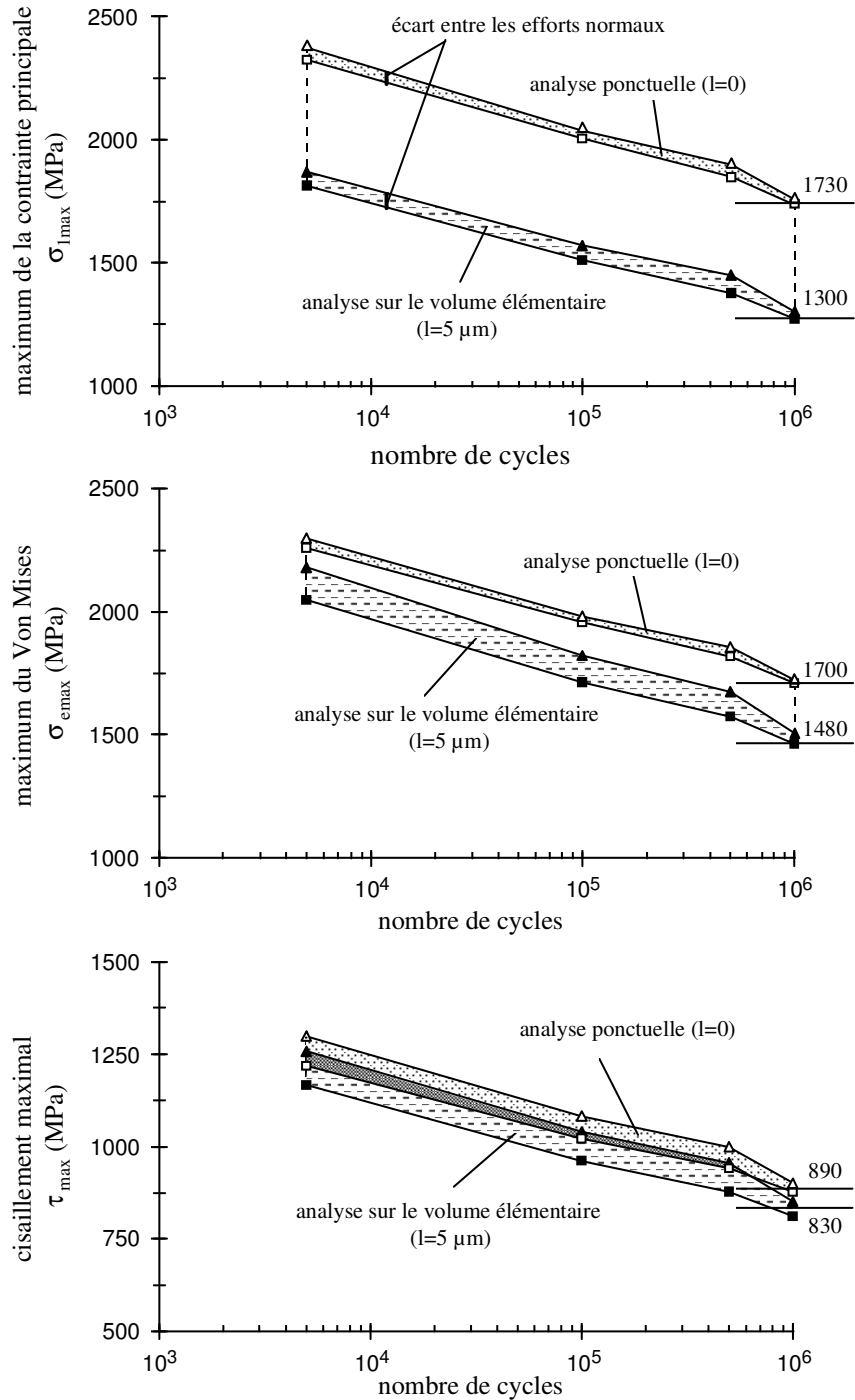 2500
2000
1500
1000
maximum de la contrainte principale
σ1max (MPa)
écart entre les efforts normaux
analyse ponctuelle (l=0)
1730
analyse sur le volume élémentaire
(l=5 µm)
1300
10³ 10⁴ 10⁵ 10⁶
nombre de cycles
2500
2000
1500
1000
maximum du Von Mises
σemax (MPa)
analyse ponctuelle (l=0)
1700
analyse sur le volume élémentaire
(l=5 µm)
1480
10³ 10⁴ 10⁵ 10⁶
nombre de cycles
1500
1250
1000
750
500
cisaillement maximal
τmax (MPa)
analyse ponctuelle (l=0)
890
analyse sur le volume élémentaire
(l=5 µm)
830
10³ 10⁴ 10⁵ 10⁶
nombre de cycles